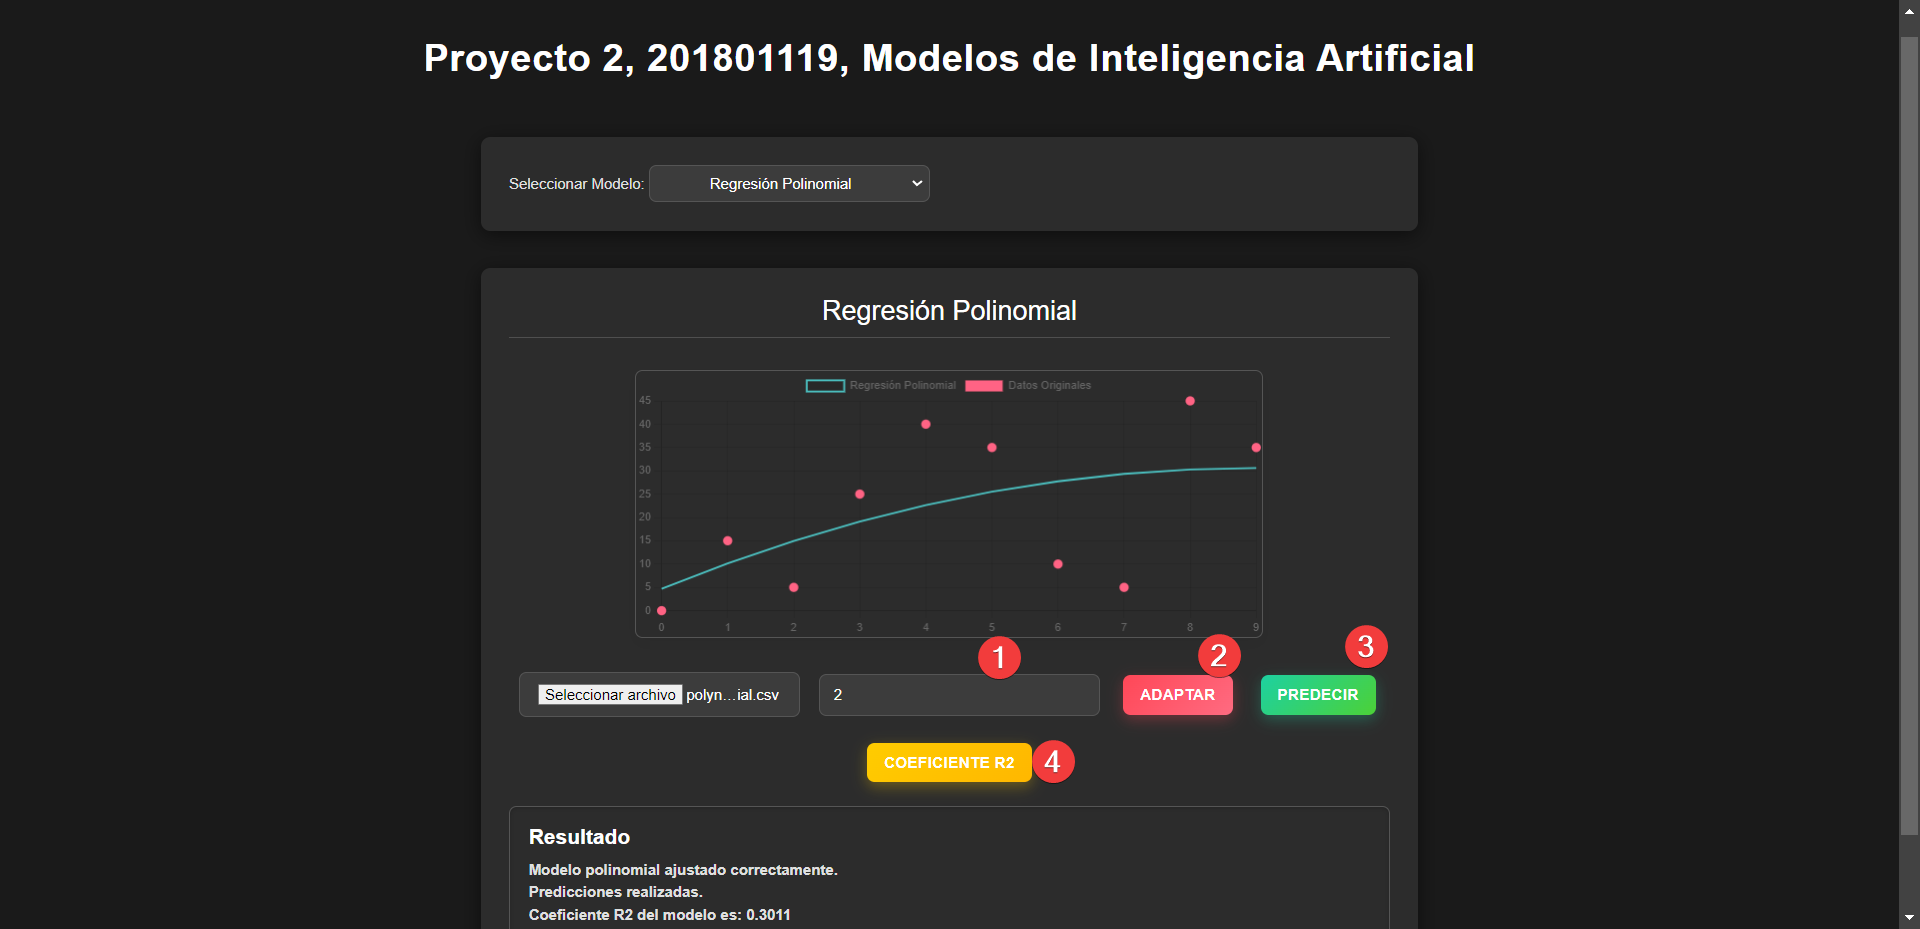 Proyecto 2, 201801119, Modelos de Inteligencia Artificial
Seleccionar Modelo: Regresión Polinomial
Regresión Polinomial
Regresión Polinomial Datos Originales
45
40
35
30
25
20
15
10
5
0
0 1 2 3 4 5 6 7 8 9
1 2 3
Seleccionar archivo polyn...ial.csv 2 ADAPTAR PREDECIR
COEFICIENTE R2 4
Resultado
Modelo polinomial ajustado correctamente.
Predicciones realizadas.
Coeficiente R2 del modelo es: 0.3011